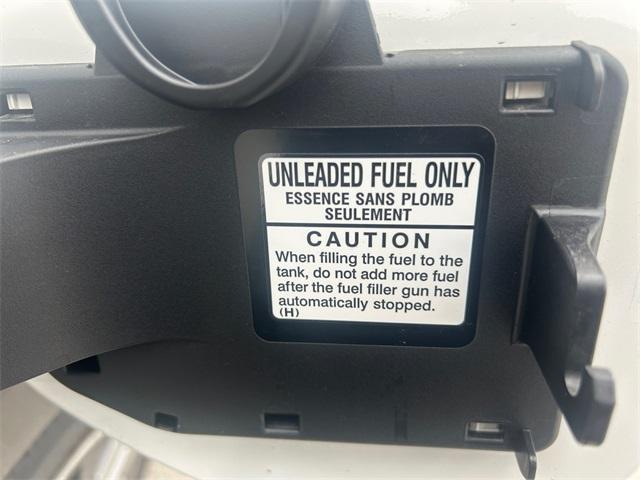 UNLEADED FUEL ONLY
ESSENCE SANS PLOMB
SEULEMENT
CAUTION
When filling the fuel to the
tank, do not add more fuel
after the fuel filler gun has
automatically stopped.
(H)